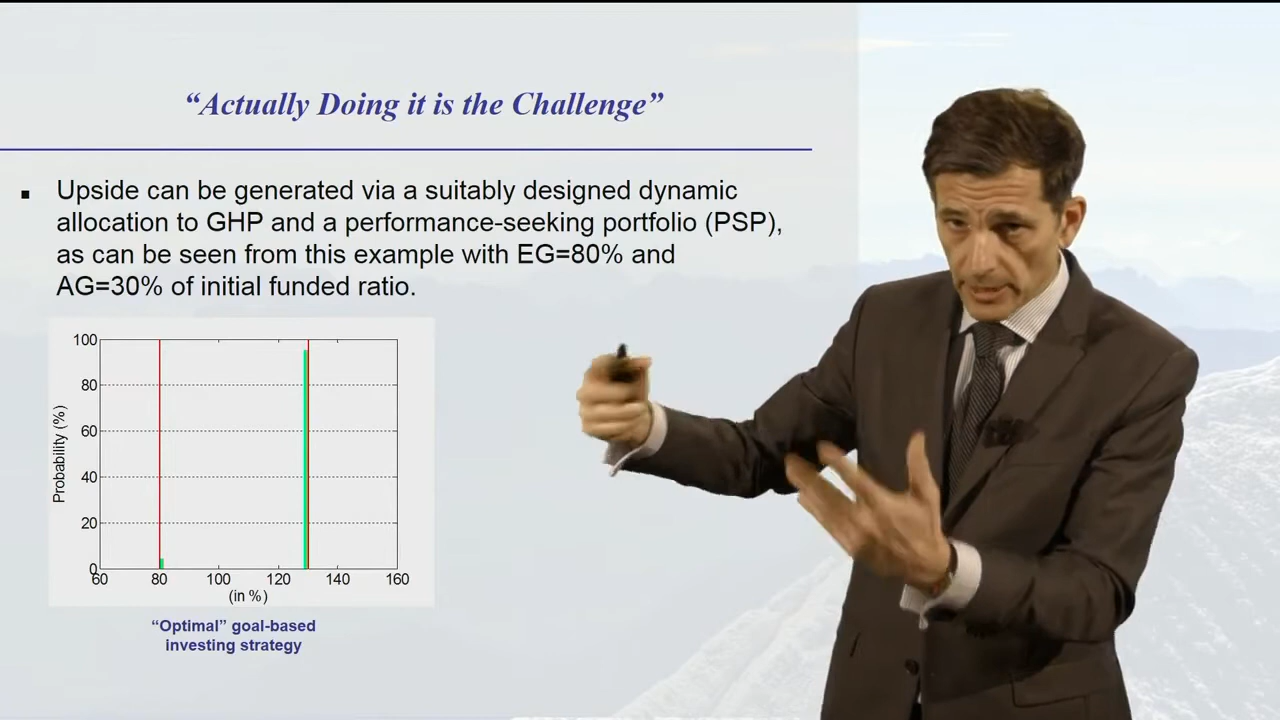 “Actually Doing it is the Challenge”
▪ Upside can be generated via a suitably designed dynamic
allocation to GHP and a performance-seeking portfolio (PSP),
as can be seen from this example with EG=80% and
AG=30% of initial funded ratio.
100
80
60
40
20
0
Probability (%)
60 80 100 120 140 160
(in %)
“Optimal” goal-based
investing strategy